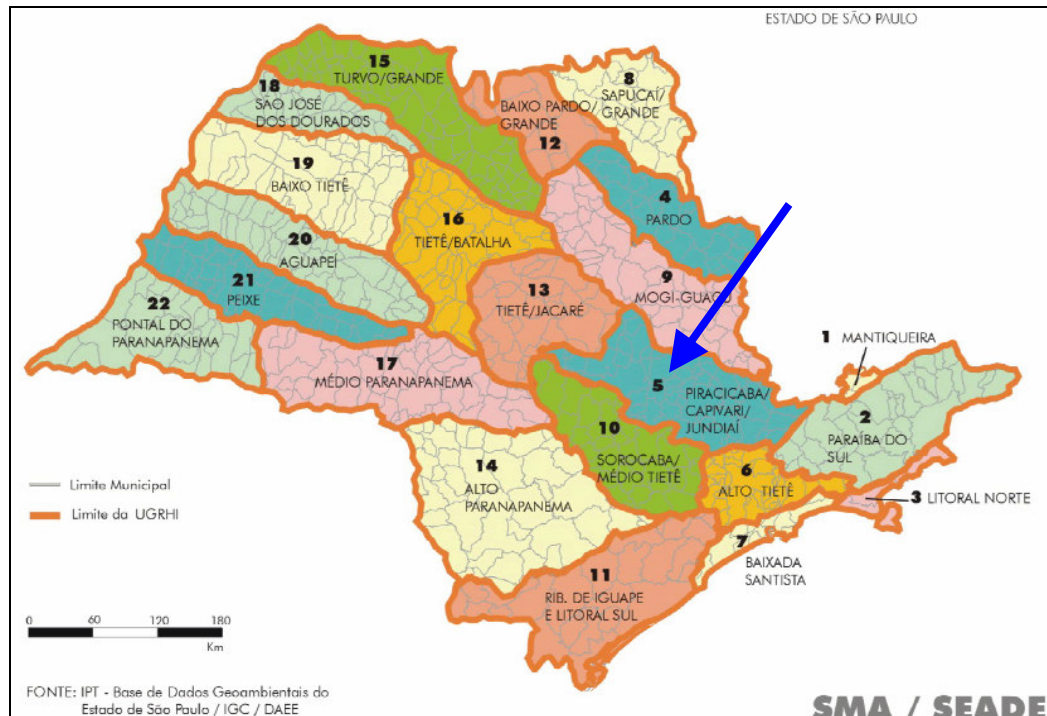 ESTADO DE SÃO PAULO
15
TURVO/GRANDE
8
SAPUCAÍ/
GRANDE
18
SÃO JOSÉ
DOS DOURADOS
BAIXO PARDO/
GRANDE
12
19
BAIXO TIETÊ
4
PARDO
16
TIETÊ/BATALHA
20
AGUAPEÍ
9
MOGI-GUAÇU
21
PEIXE
13
TIETÊ/JACARÉ
22
PONTAL DO
PARANAPANEMA
1 MANTIQUEIRA
17
MÉDIO PARANAPANEMA
5
PIRACICABA/
CAPIVARI/
JUNDIAÍ
2
PARAÍBA DO
SUL
10
SOROCABA/
MÉDIO TIETÊ
14
ALTO
PARANAPANEMA
6
ALTO TIETÊ
3 LITORAL NORTE
7
BAIXADA
SANTISTA
11
RIB. DE IGUAPE
E LITORAL SUL
Limite Municipal
Limite da UGRHI
0 60 120 180
Km
FONTE: IPT - Base de Dados Geoambientais do
Estado de São Paulo / IGC / DAEE
SMA / SEADE